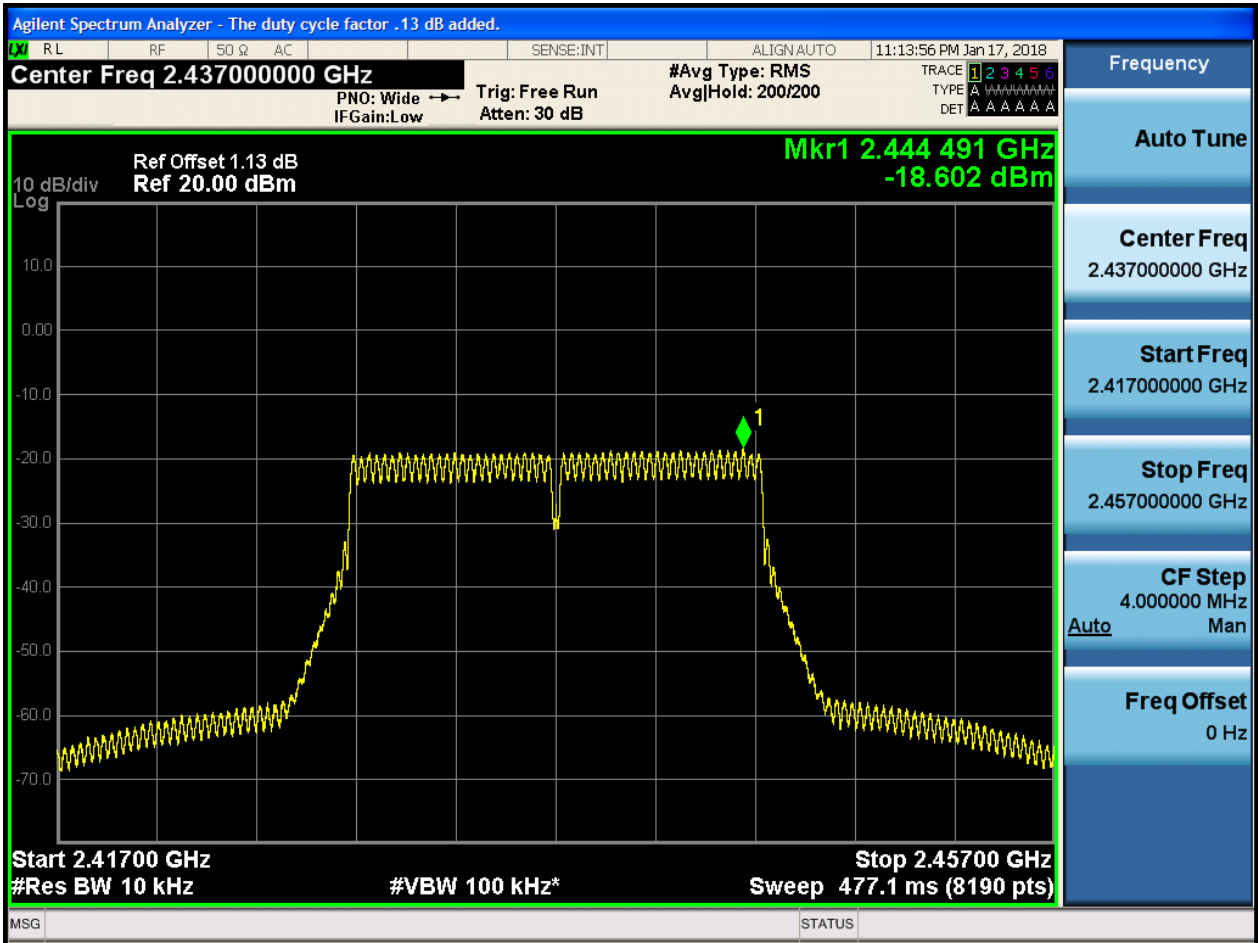 Agilent Spectrum Analyzer - The duty cycle factor .13 dB added.
LXI RL RF 50 Ω AC SENSE:INT ALIGN AUTO 11:13:56 PM Jan 17, 2018
Center Freq 2.437000000 GHz
PNO: Wide
IFGain:Low
Trig: Free Run
Atten: 30 dB
#Avg Type: RMS
Avg|Hold: 200/200
TRACE 1 2 3 4 5 6
TYPE A WWWWW
DET A A A A A A
Ref Offset 1.13 dB
Ref 20.00 dBm
10 dB/div
Log
Mkr1 2.444 491 GHz
-18.602 dBm
10.0
0.00
-10.0
1
-20.0
-30.0
-40.0
-50.0
-60.0
-70.0
Start 2.41700 GHz
Stop 2.45700 GHz
#Res BW 10 kHz
#VBW 100 kHz*
Sweep 477.1 ms (8190 pts)
MSG
STATUS
Frequency
Auto Tune
Center Freq
2.437000000 GHz
Start Freq
2.417000000 GHz
Stop Freq
2.457000000 GHz
CF Step
4.000000 MHz
Auto Man
Freq Offset
0 Hz